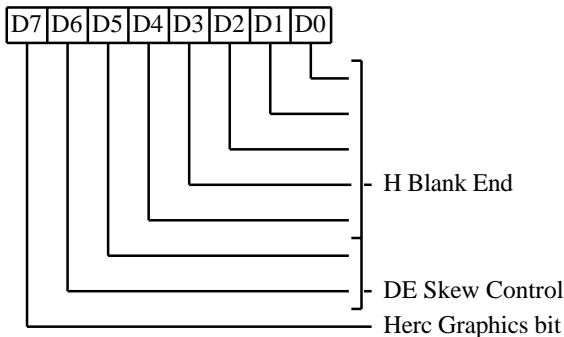 D7 D6 D5 D4 D3 D2 D1 D0
H Blank End
DE Skew Control
Herc Graphics bit